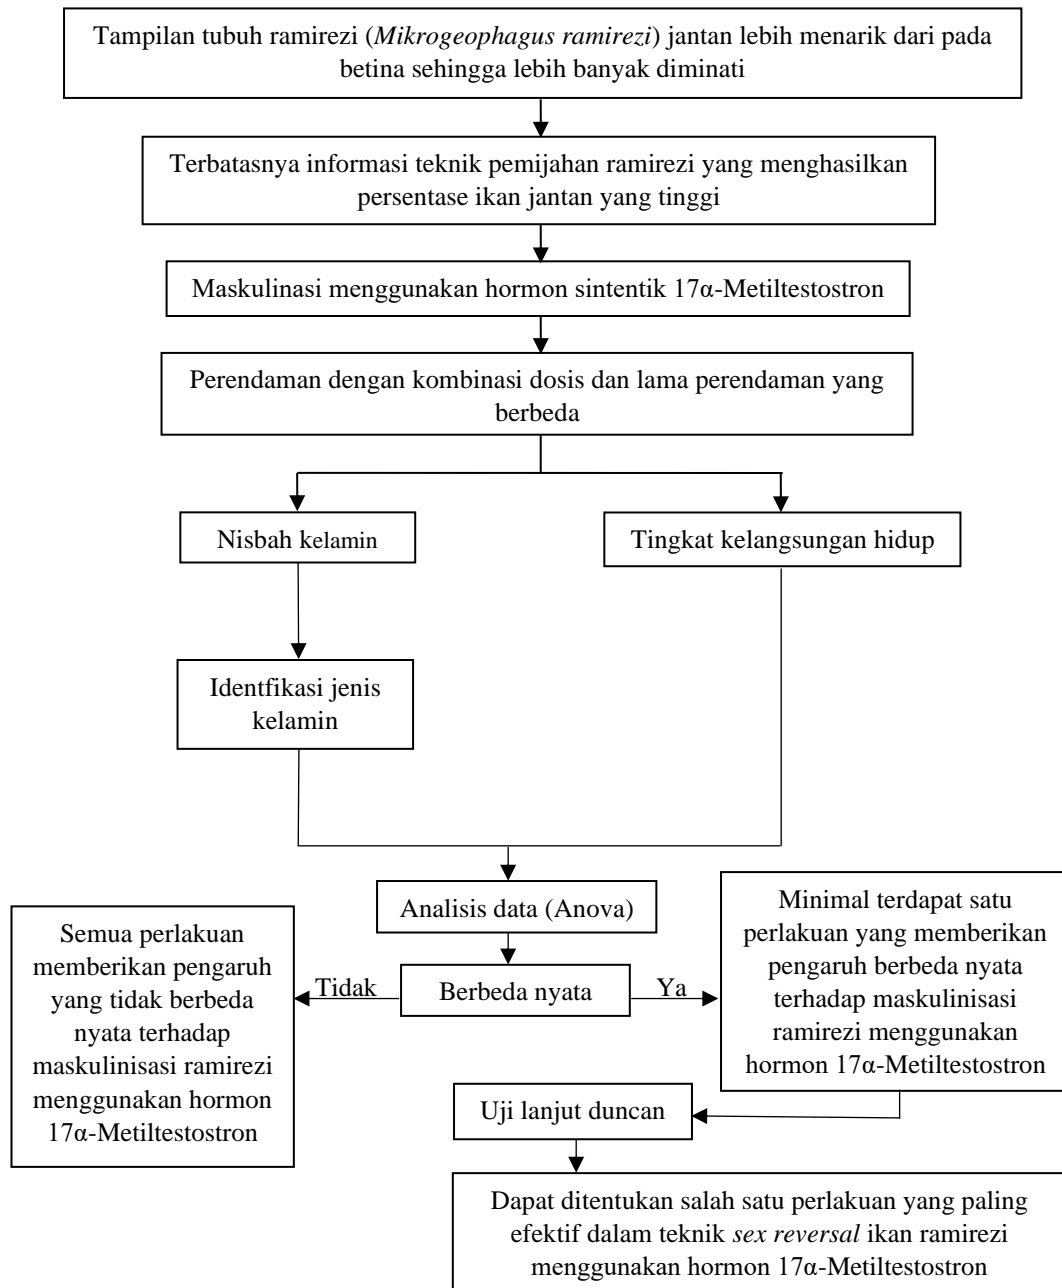 Tampilan tubuh ramirezi (Mikrogeophagus ramirezi) jantan lebih menarik dari pada
betina sehingga lebih banyak diminati
Terbatasnya informasi teknik pemijahan ramirezi yang menghasilkan
persentase ikan jantan yang tinggi
Maskulinasi menggunakan hormon sintentik 17α-Metiltestostron
Perendaman dengan kombinasi dosis dan lama perendaman yang
berbeda
Nisbah kelamin
Tingkat kelangsungan hidup
Identfikasi jenis
kelamin
Analisis data (Anova)
Berbeda nyata
Tidak
Ya
Semua perlakuan
memberikan pengaruh
yang tidak berbeda
nyata terhadap
maskulinisasi ramirezi
menggunakan hormon
17α-Metiltestostron
Minimal terdapat satu
perlakuan yang memberikan
pengaruh berbeda nyata
terhadap maskulinisasi
ramirezi menggunakan
hormon 17α-Metiltestostron
Uji lanjut duncan
Dapat ditentukan salah satu perlakuan yang paling
efektif dalam teknik sex reversal ikan ramirezi
menggunakan hormon 17α-Metiltestostron